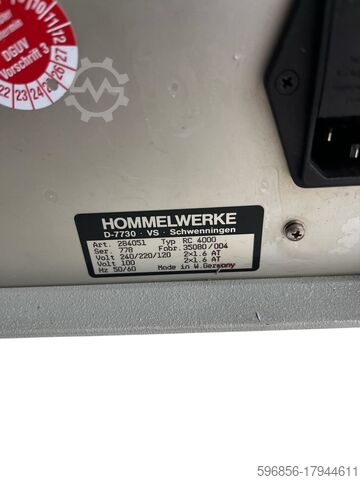 10 11 12
DGUV
Vorschrift 3
22 23 24 25 26 27
HOMMELWERKE
D-7730 · VS · Schwenningen
Art. 284051 Typ RC 4000
Ser. 778 Fabr. 35080/004
Volt 240/220/120 2×1.6 AT
Volt 100 2×1.6 AT
Hz 50/60 Made in W.Germany
596856-17944611